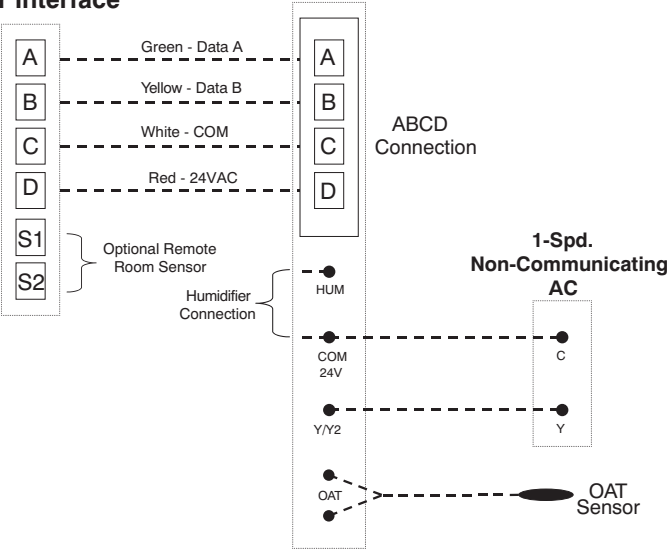 Interface
A
Green - Data A
A
B
Yellow - Data B
B
C
White - COM
C
D
Red - 24VAC
D
ABCD
Connection
S1
S2
Optional Remote
Room Sensor
Humidifier
Connection
HUM
COM
24V
Y/Y2
OAT
1-Spd.
Non-Communicating
AC
C
Y
OAT
Sensor